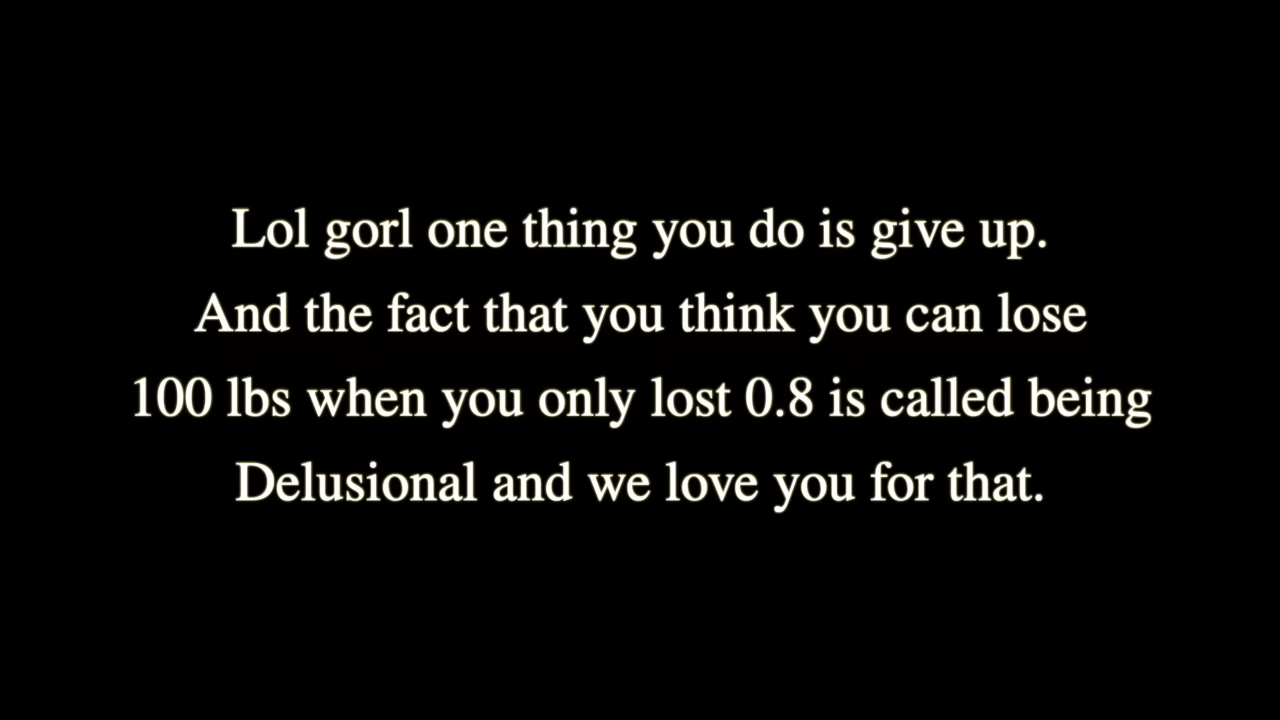 Lol gorl one thing you do is give up.
And the fact that you think you can lose
100 lbs when you only lost 0.8 is called being
Delusional and we love you for that.